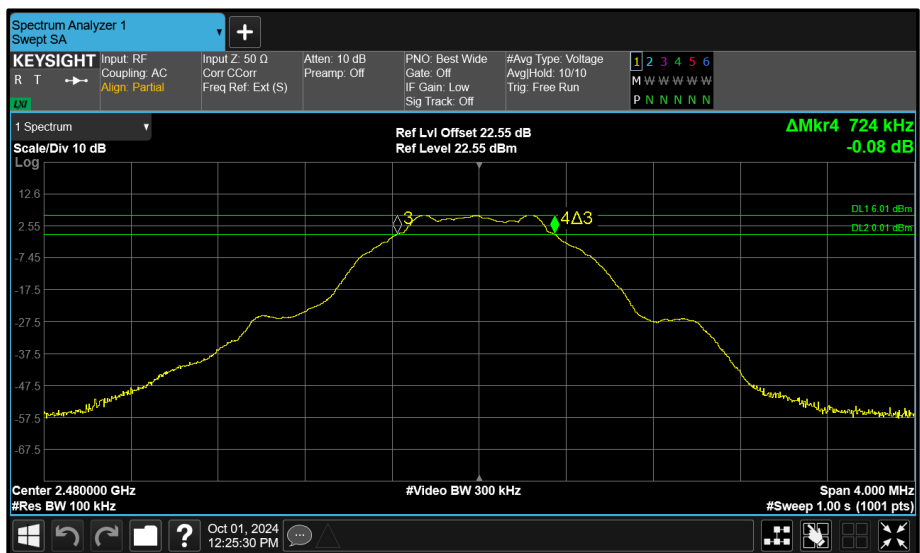 Spectrum Analyzer 1
Swept SA
▼
+
KEYSIGHT
R T
LXI
Input: RF
Coupling: AC
Align: Partial
Input Z: 50 Ω
Corr CCorr
Freq Ref: Ext (S)
Atten: 10 dB
Preamp: Off
PNO: Best Wide
Gate: Off
IF Gain: Low
Sig Track: Off
#Avg Type: Voltage
Avg|Hold: 10/10
Trig: Free Run
1 2 3 4 5 6
M W W W W W
P N N N N N
1 Spectrum
▼
Scale/Div 10 dB
Ref Lvl Offset 22.55 dB
Ref Level 22.55 dBm
ΔMkr4 724 kHz
-0.08 dB
Log
12.6
2.55
-7.45
-17.5
-27.5
-37.5
-47.5
-57.5
-67.5
3
4Δ3
DL1 6.01 dBm
DL2 0.01 dBm
Center 2.480000 GHz
#Res BW 100 kHz
#Video BW 300 kHz
Span 4.000 MHz
#Sweep 1.00 s (1001 pts)
?
Oct 01, 2024
12:25:30 PM